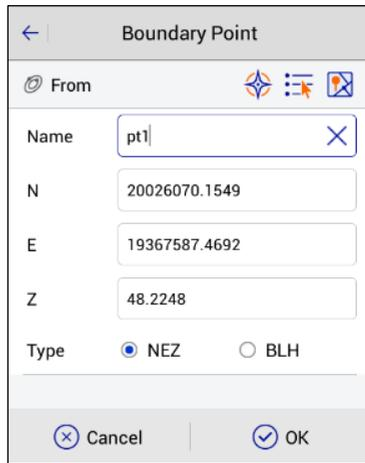 Boundary Point
From
Name pt1
N 20026070.1549
E 19367587.4692
Z 48.2248
Type NEZ BLH
Cancel OK